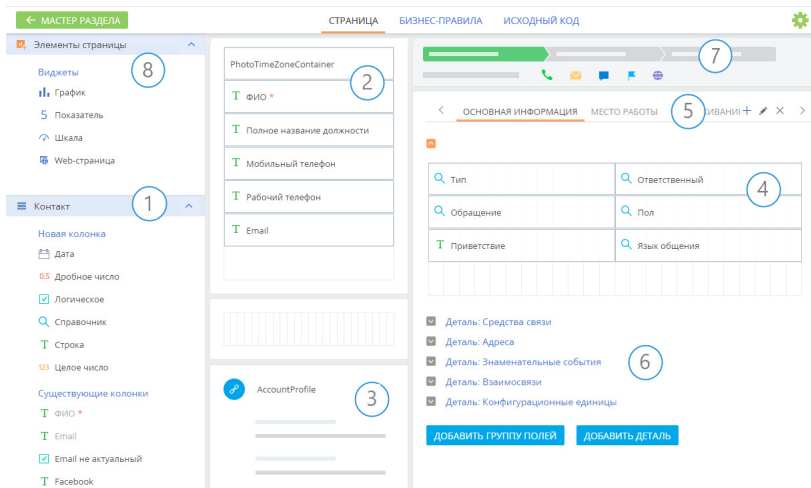 ← МАСТЕР РАЗДЕЛА
СТРАНИЦА БИЗНЕС-ПРАВИЛА ИСХОДНЫЙ КОД
Элементы страницы
8
Виджеты
График
5 Показатель
Шкала
Web-страница
1
Контакт
Новая колонка
Дата
0.5 Дробное число
Логическое
Справочник
T Строка
123 Целое число
Существующие колонки
T ФИО *
T Email
Email не актуальный
T Facebook
PhotoTimeZoneContainer
2
T ФИО *
T Полное название должности
T Мобильный телефон
T Рабочий телефон
T Email
AccountProfile
3
7
ОСНОВНАЯ ИНФОРМАЦИЯ МЕСТО РАБОТЫ 5
Тип Ответственный 4
Обращение Пол
T Приветствие Язык общения
Деталь: Средства связи
Деталь: Адреса
Деталь: Знаменательные события 6
Деталь: Взаимосвязи
Деталь: Конфигурационные единицы
ДОБАВИТЬ ГРУППУ ПОЛЕЙ ДОБАВИТЬ ДЕТАЛЬ